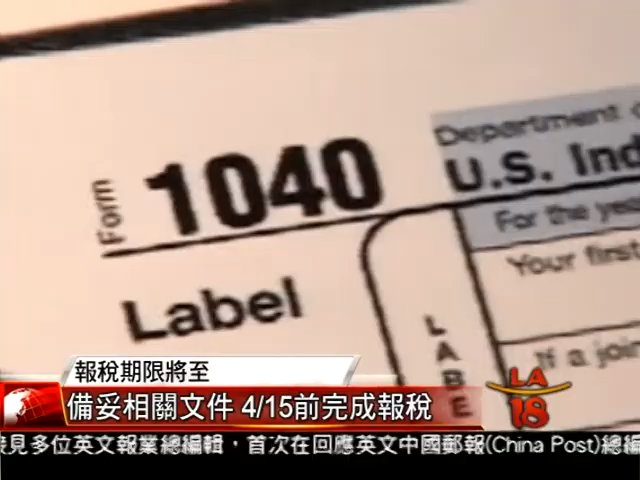 Form 1040
Department
U.S. Ind
For the yea
Your first
Label
LABE
If a join
報稅期限將至
備妥相關文件 4/15前完成報稅
LA
18
接見多位英文報業總編輯，首次在回應英文中國郵報(China Post)總編